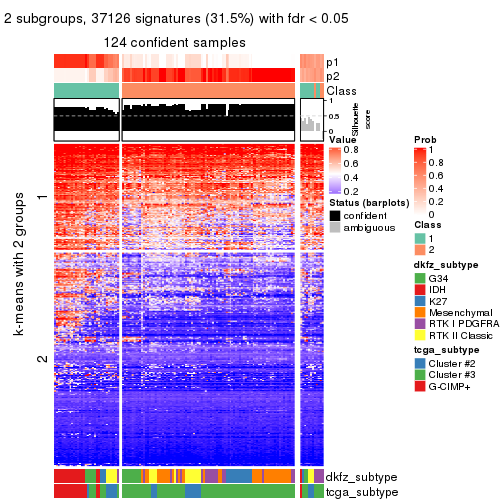 2 subgroups, 37126 signatures (31.5%) with fdr < 0.05
124 confident samples
p1
p2
Class
1
0.5
0
Silhouette
score
k-means with 2 groups
1
2
Value
0.8
0.6
0.4
0.2
Status (barplots)
confident
ambiguous
Prob
1
0.8
0.6
0.4
0.2
0
Class
1
2
dkfz_subtype
G34
IDH
K27
Mesenchymal
RTK I PDGFRA
RTK II Classic
tcga_subtype
Cluster #2
Cluster #3
G-CIMP+
dkfz_subtype
tcga_subtype